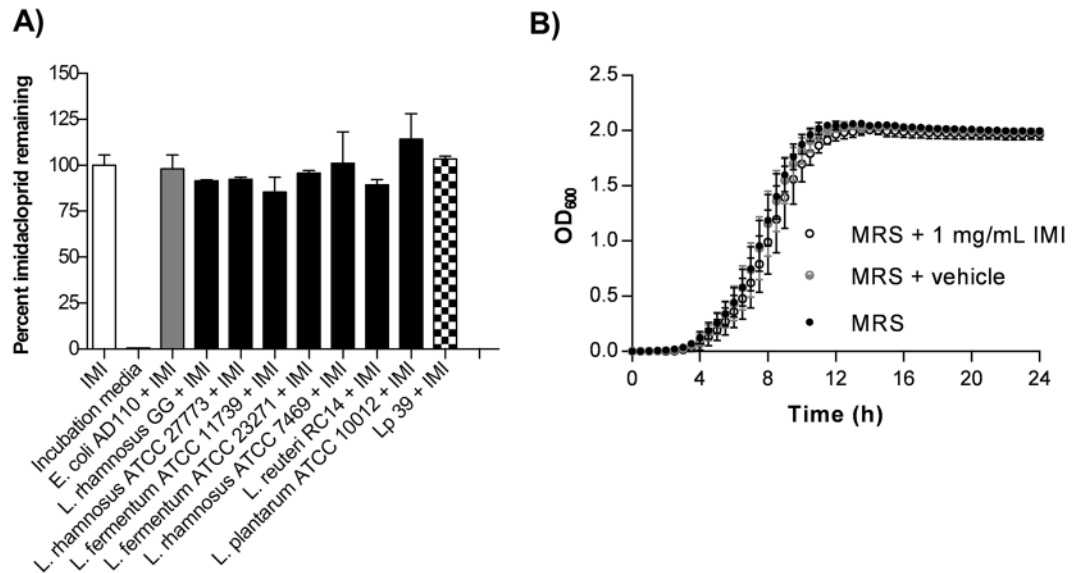 A)
Percent imidacloprid remaining
150
125
100
75
50
25
0
IMI
Incubation media
E. coli AD110 + IMI
L. rhamnosus GG + IMI
L. rhamnosus ATCC 27773 + IMI
L. fermentum ATCC 11739 + IMI
L. fermentum ATCC 23271 + IMI
L. rhamnosus ATCC 7469 + IMI
L. reuteri RC14 + IMI
L. plantarum ATCC 10012 + IMI
Lp 39 + IMI
B)
OD600
2.5
2.0
1.5
1.0
0.5
0.0
MRS + 1 mg/mL IMI
MRS + vehicle
MRS
0 4 8 12 16 20 24
Time (h)